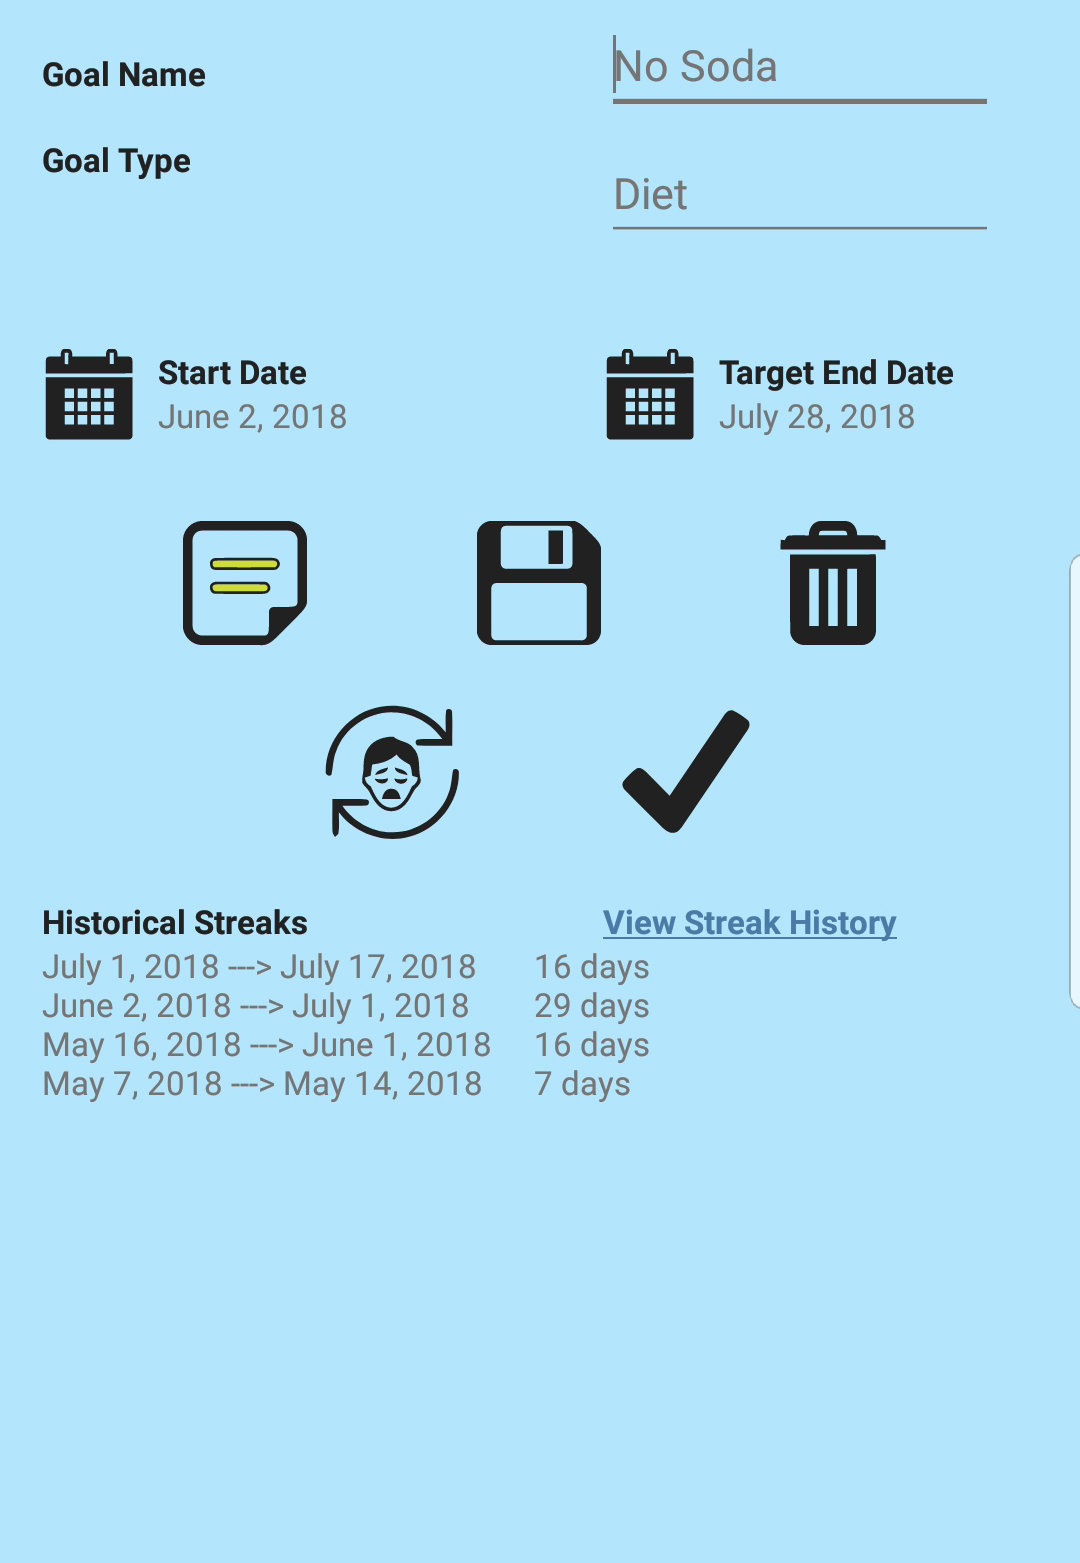 Goal Name
No Soda
Goal Type
Diet
Start Date
June 2, 2018
Target End Date
July 28, 2018
Historical Streaks
View Streak History
July 1, 2018 ---> July 17, 2018 16 days
June 2, 2018 ---> July 1, 2018 29 days
May 16, 2018 ---> June 1, 2018 16 days
May 7, 2018 ---> May 14, 2018 7 days